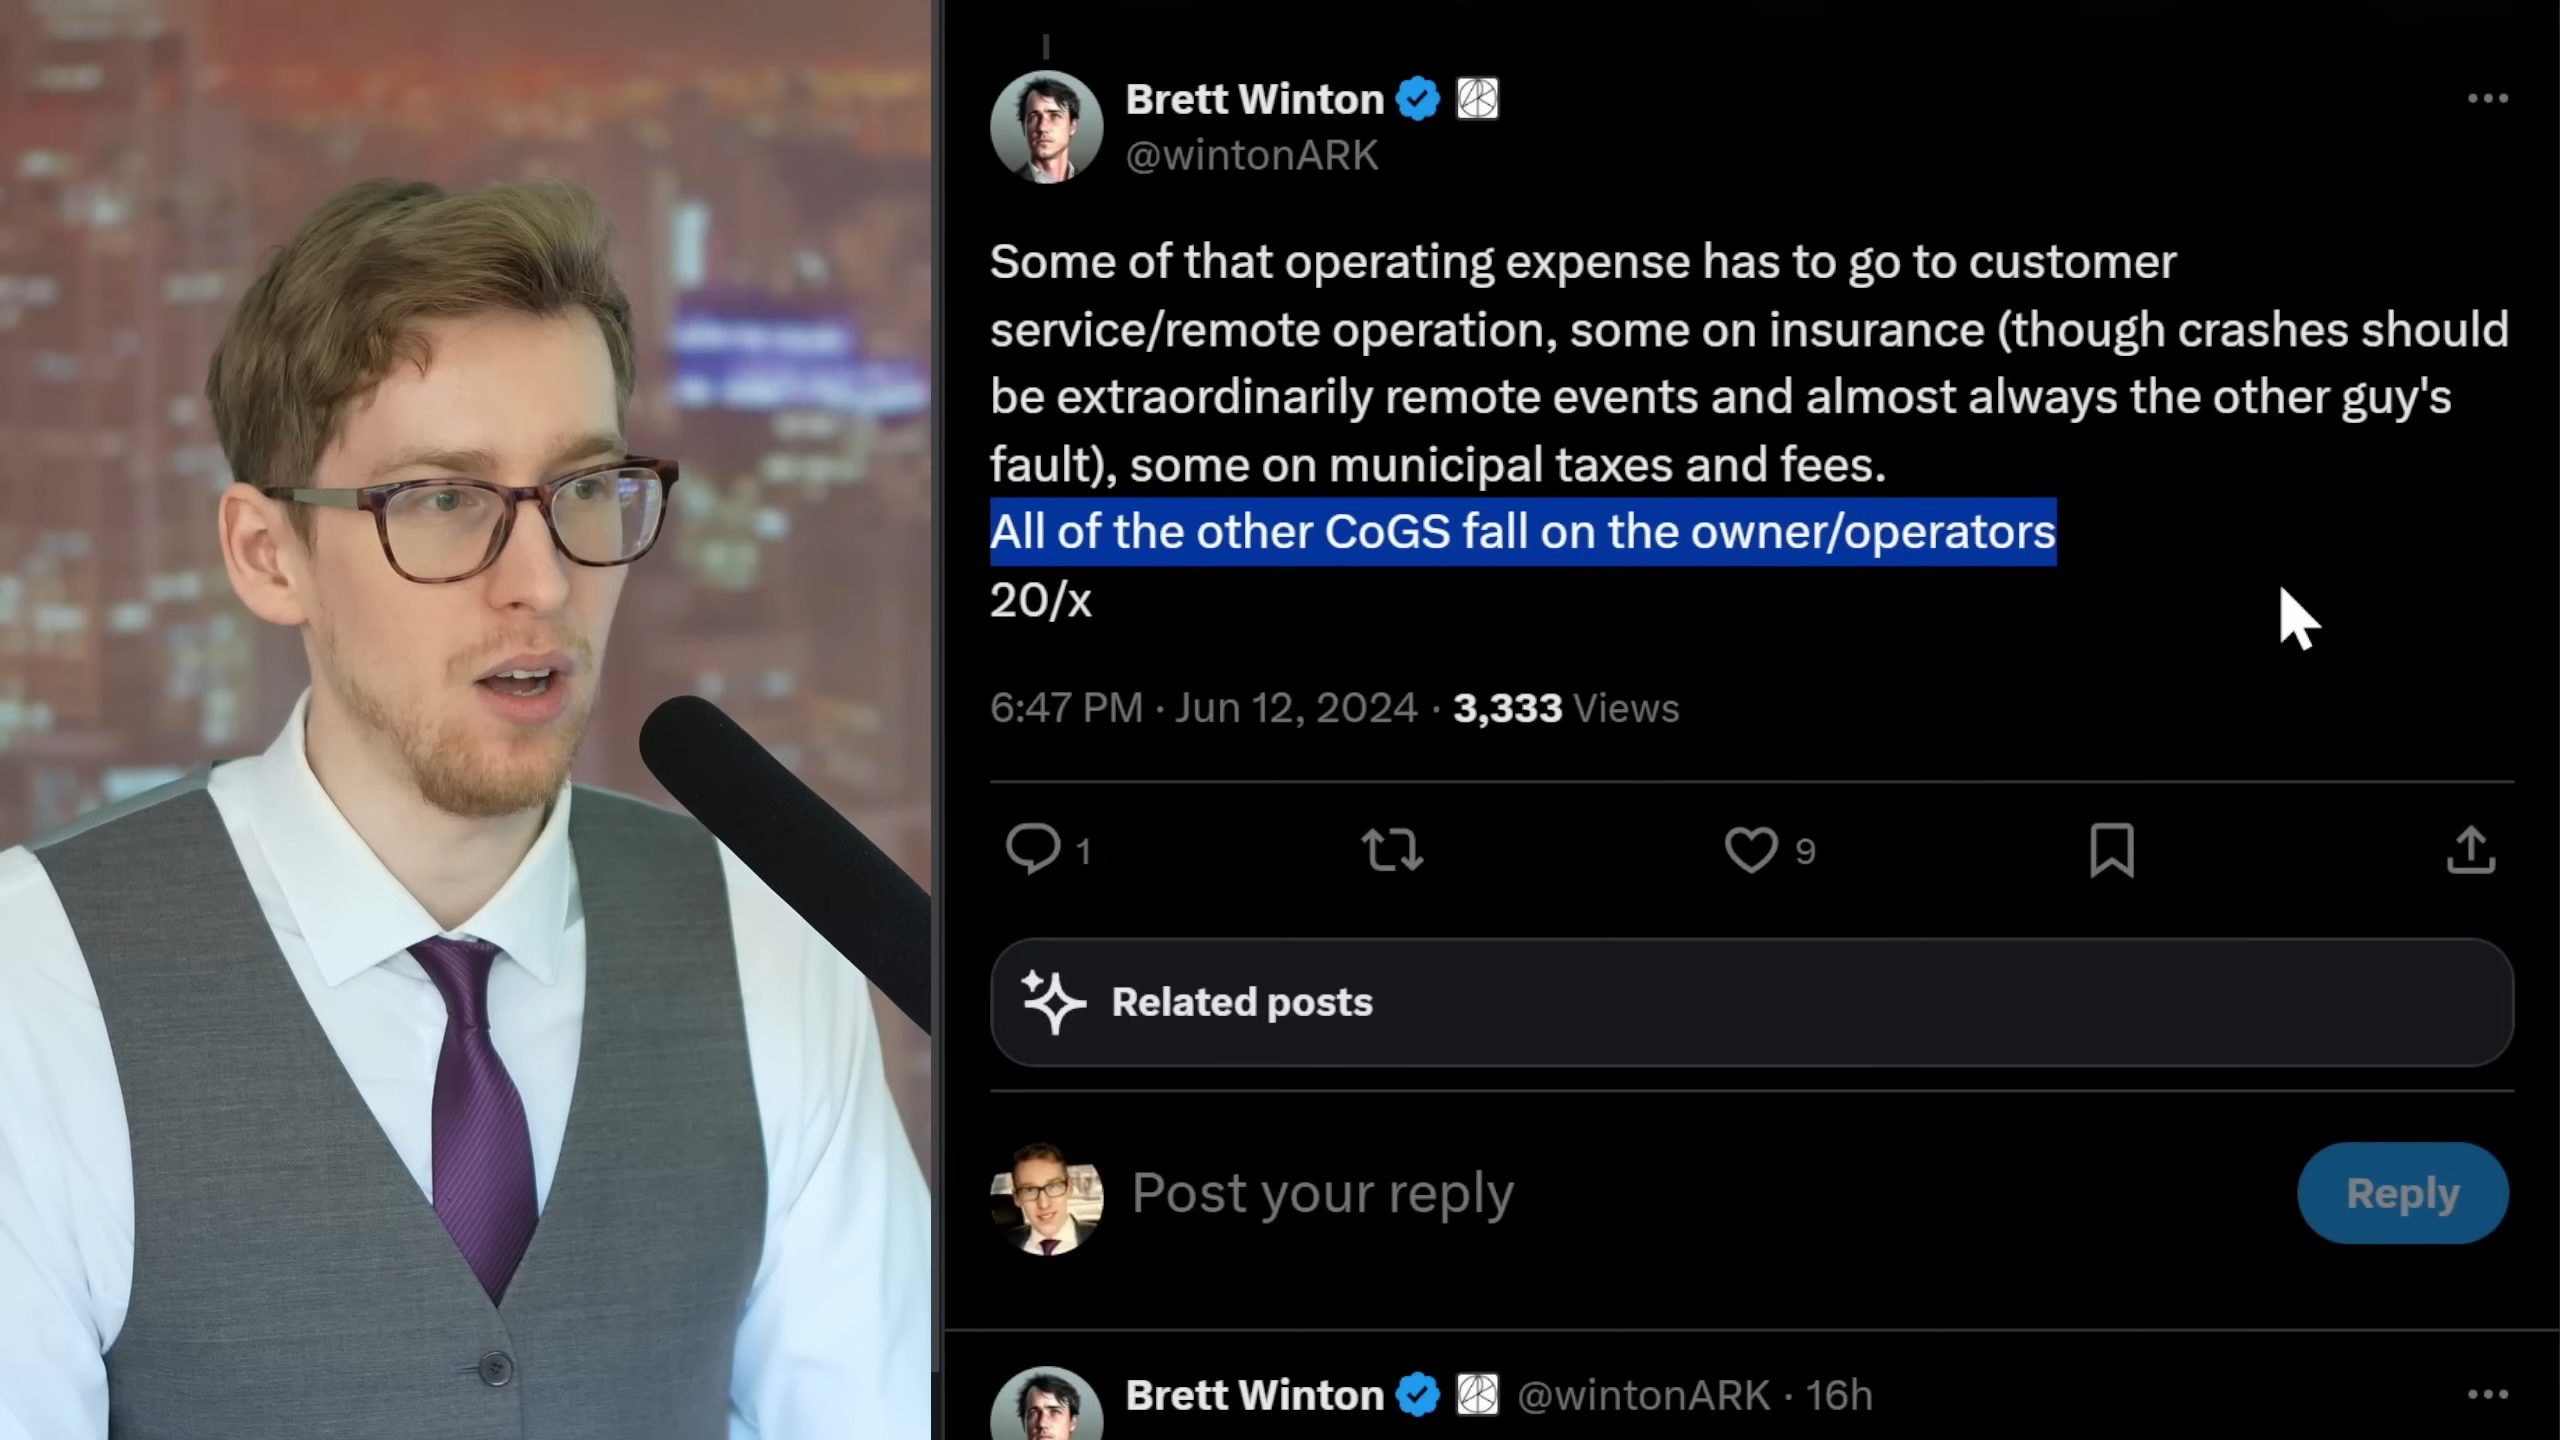 Brett Winton
@wintonARK
Some of that operating expense has to go to customer
service/remote operation, some on insurance (though crashes should
be extraordinarily remote events and almost always the other guy's
fault), some on municipal taxes and fees.
All of the other CoGS fall on the owner/operators
20/x
6:47 PM · Jun 12, 2024 · 3,333 Views
1
9
Related posts
Post your reply
Reply
Brett Winton @wintonARK · 16h